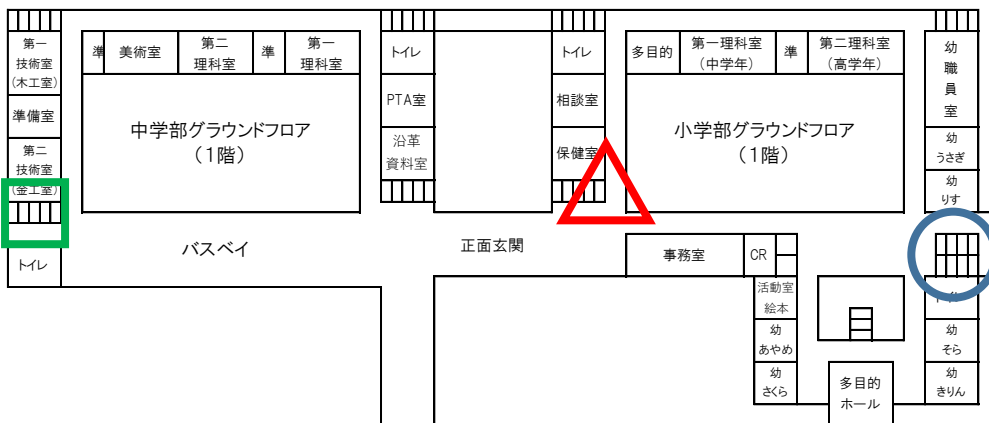 第一
技術室
(木工室)
準備室
第二
技術室
(金工室)
トイレ
準
美術室
第二
理科室
準
第一
理科室
中学部グラウンドフロア
(1階)
バスベイ
トイレ
PTA室
沿革
資料室
正面玄関
トイレ
相談室
保健室
多目的
第一理科室
(中学年)
準
第二理科室
(高学年)
小学部グラウンドフロア
(1階)
事務室
CR
活動室
絵本
幼
あやめ
幼
さくら
多目的
ホール
幼
職
員
室
幼
うさぎ
幼
りす
トイレ
幼
そら
幼
きりん